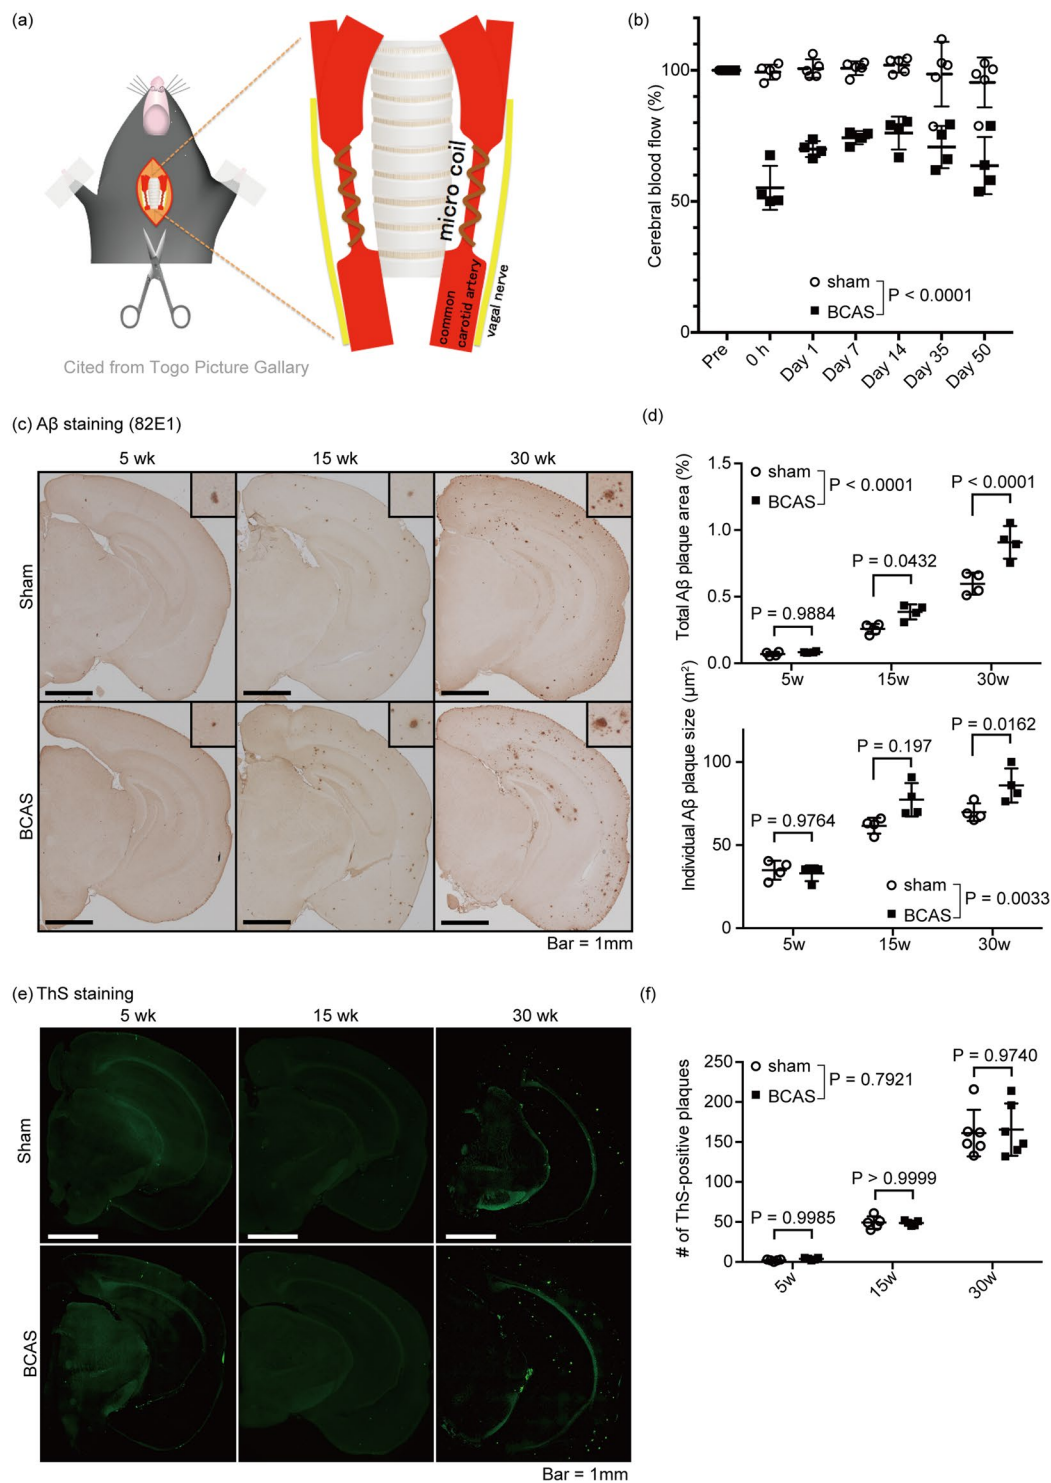 (a)
micro coil
common
carotid artery
vagal nerve
Cited from Togo Picture Gallary
(b)
Cerebral blood flow (%)
100
50
0
sham
BCAS
P < 0.0001
Pre
0 h
Day 1
Day 7
Day 14
Day 35
Day 50
(c) Aβ staining (82E1)
5 wk
15 wk
30 wk
Sham
BCAS
Bar = 1mm
(d)
Total Aβ plaque area (%)
1.5
1.0
0.5
0.0
sham
BCAS
P < 0.0001
P = 0.9884
P = 0.0432
P < 0.0001
5w
15w
30w
Individual Aβ plaque size (μm²)
100
50
0
P = 0.9764
P = 0.197
P = 0.0162
sham
BCAS
P = 0.0033
5w
15w
30w
(e) ThS staining
5 wk
15 wk
30 wk
Sham
BCAS
Bar = 1mm
(f)
# of ThS-positive plaques
250
200
150
100
50
0
sham
BCAS
P = 0.7921
P = 0.9985
P > 0.9999
P = 0.9740
5w
15w
30w